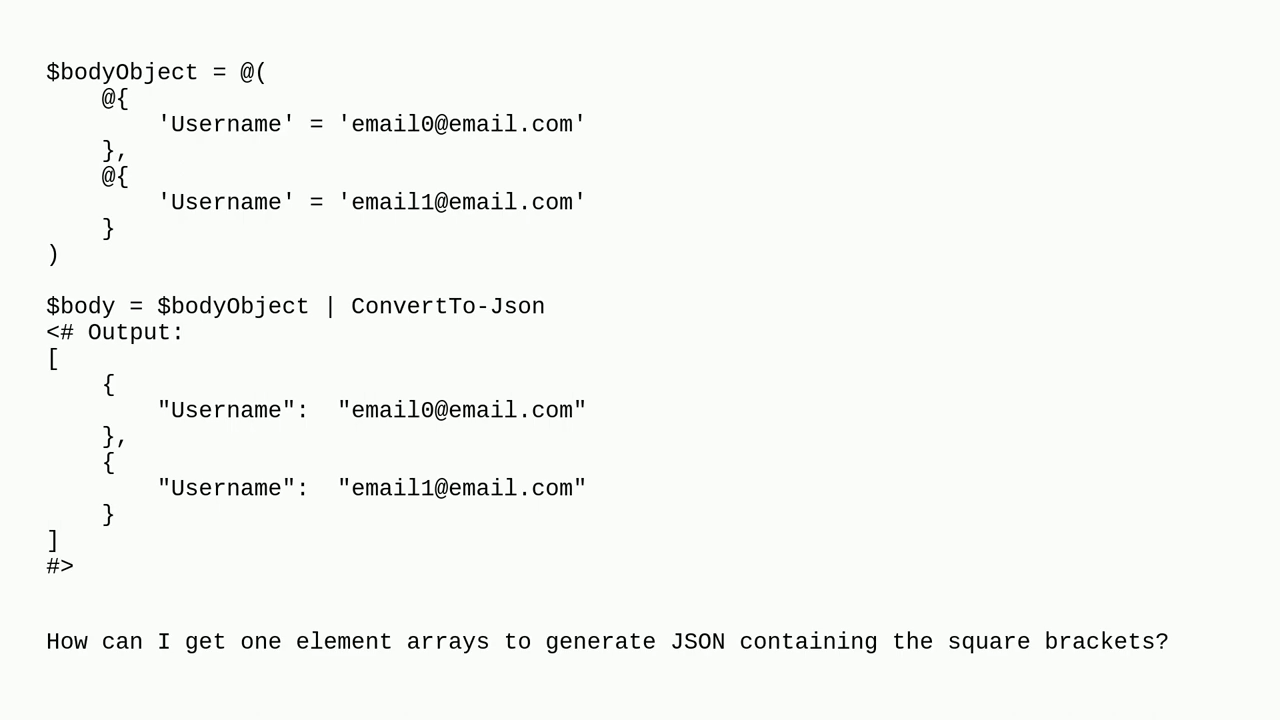 $bodyObject = @(
    @{
        'Username' = 'email0@email.com'
    },
    @{
        'Username' = 'email1@email.com'
    }
)

$body = $bodyObject | ConvertTo-Json
<# Output:
[
    {
        "Username":  "email0@email.com"
    },
    {
        "Username":  "email1@email.com"
    }
]
#>

How can I get one element arrays to generate JSON containing the square brackets?